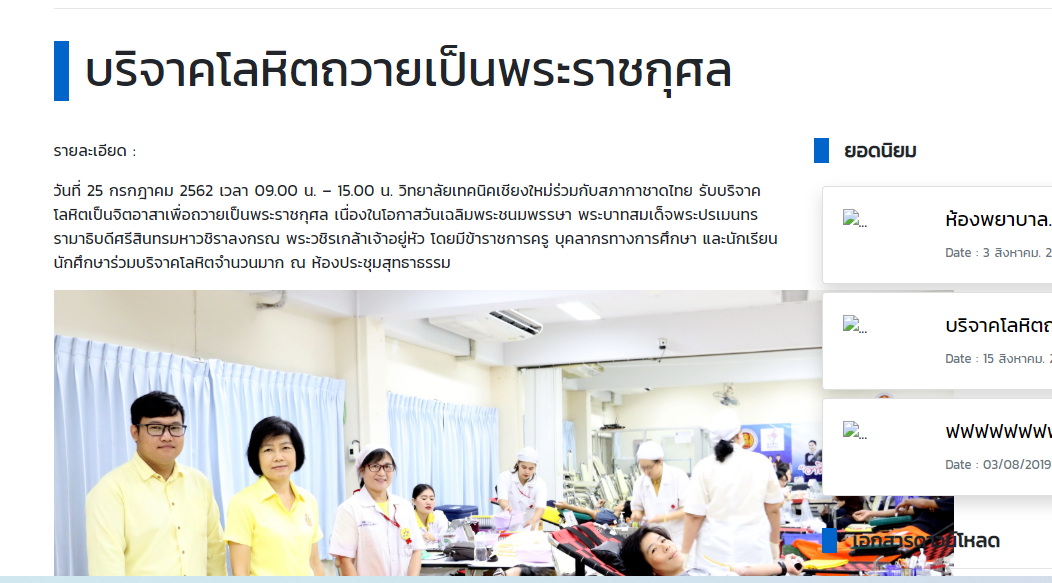 บริจาคโลหิตถวายเป็นพระราชกุศล
รายละเอียด :
วันที่ 25 กรกฎาคม 2562 เวลา 09.00 น. – 15.00 น. วิทยาลัยเทคนิคเชียงใหม่ร่วมกับสภากาชาดไทย รับบริจาค
โลหิตเป็นจิตอาสาเพื่อถวายเป็นพระราชกุศล เนื่องในโอกาสวันเฉลิมพระชนมพรรษา พระบาทสมเด็จพระปรเมนทร
รามาธิบดีศรีสินทรมหาวชิราลงกรณ พระวชิรเกล้าเจ้าอยู่หัว โดยมีข้าราชการครู บุคลากรทางการศึกษา และนักเรียน
นักศึกษาร่วมบริจาคโลหิตจำนวนมาก ณ ห้องประชุมสุทธาธรรม
ยอดนิยม
...
ห้องพยาบาล.
Date : 3 สิงหาคม. 2
...
บริจาคโลหิตถ
Date : 15 สิงหาคม. 2
...
ฟฟฟฟฟฟฟ
Date : 03/08/2019
เอกสารดาวน์โหลด